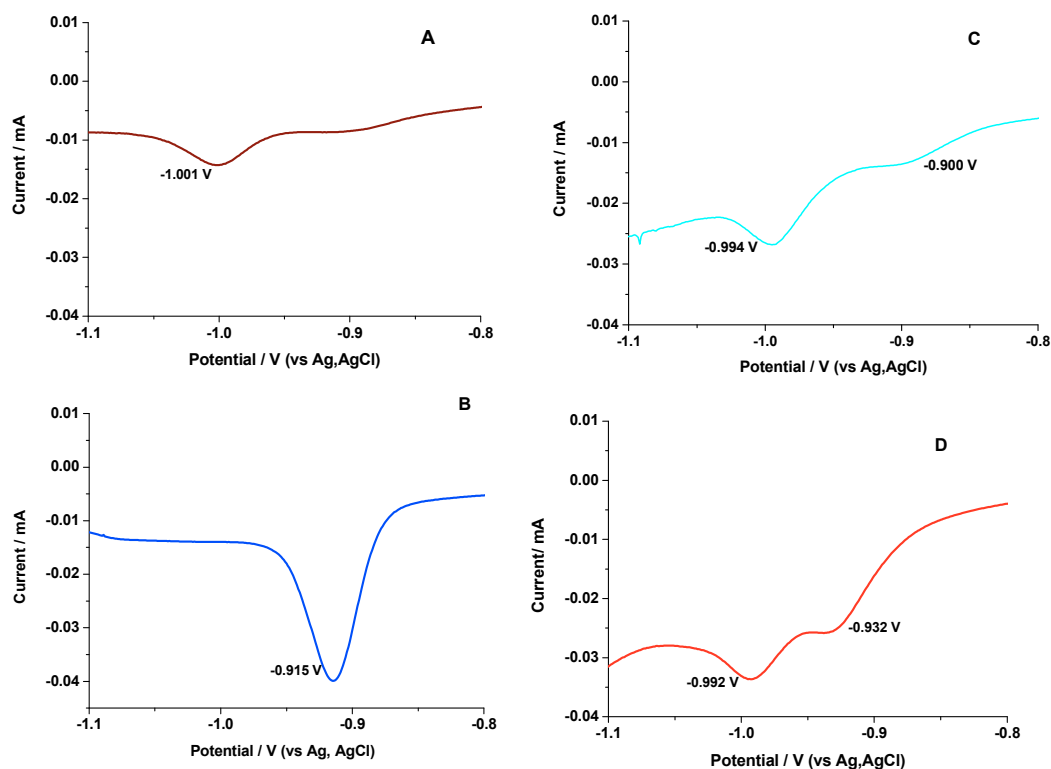 A
0.01
0.00
-0.01
-0.02
-0.03
-0.04
Current / mA
-1.001 V
-1.1
-1.0
-0.9
-0.8
Potential / V (vs Ag,AgCl)
C
0.01
0.00
-0.01
-0.02
-0.03
-0.04
Current / mA
-0.900 V
-0.994 V
-1.1
-1.0
-0.9
-0.8
Potential / V (vs Ag,AgCl)
B
0.01
0.00
-0.01
-0.02
-0.03
-0.04
Current / mA
-0.915 V
-1.1
-1.0
-0.9
-0.8
Potential / V (vs Ag, AgCl)
D
0.01
0.00
-0.01
-0.02
-0.03
-0.04
Current/ mA
-0.932 V
-0.992 V
-1.1
-1.0
-0.9
-0.8
Potential / V (vs Ag,AgCl)